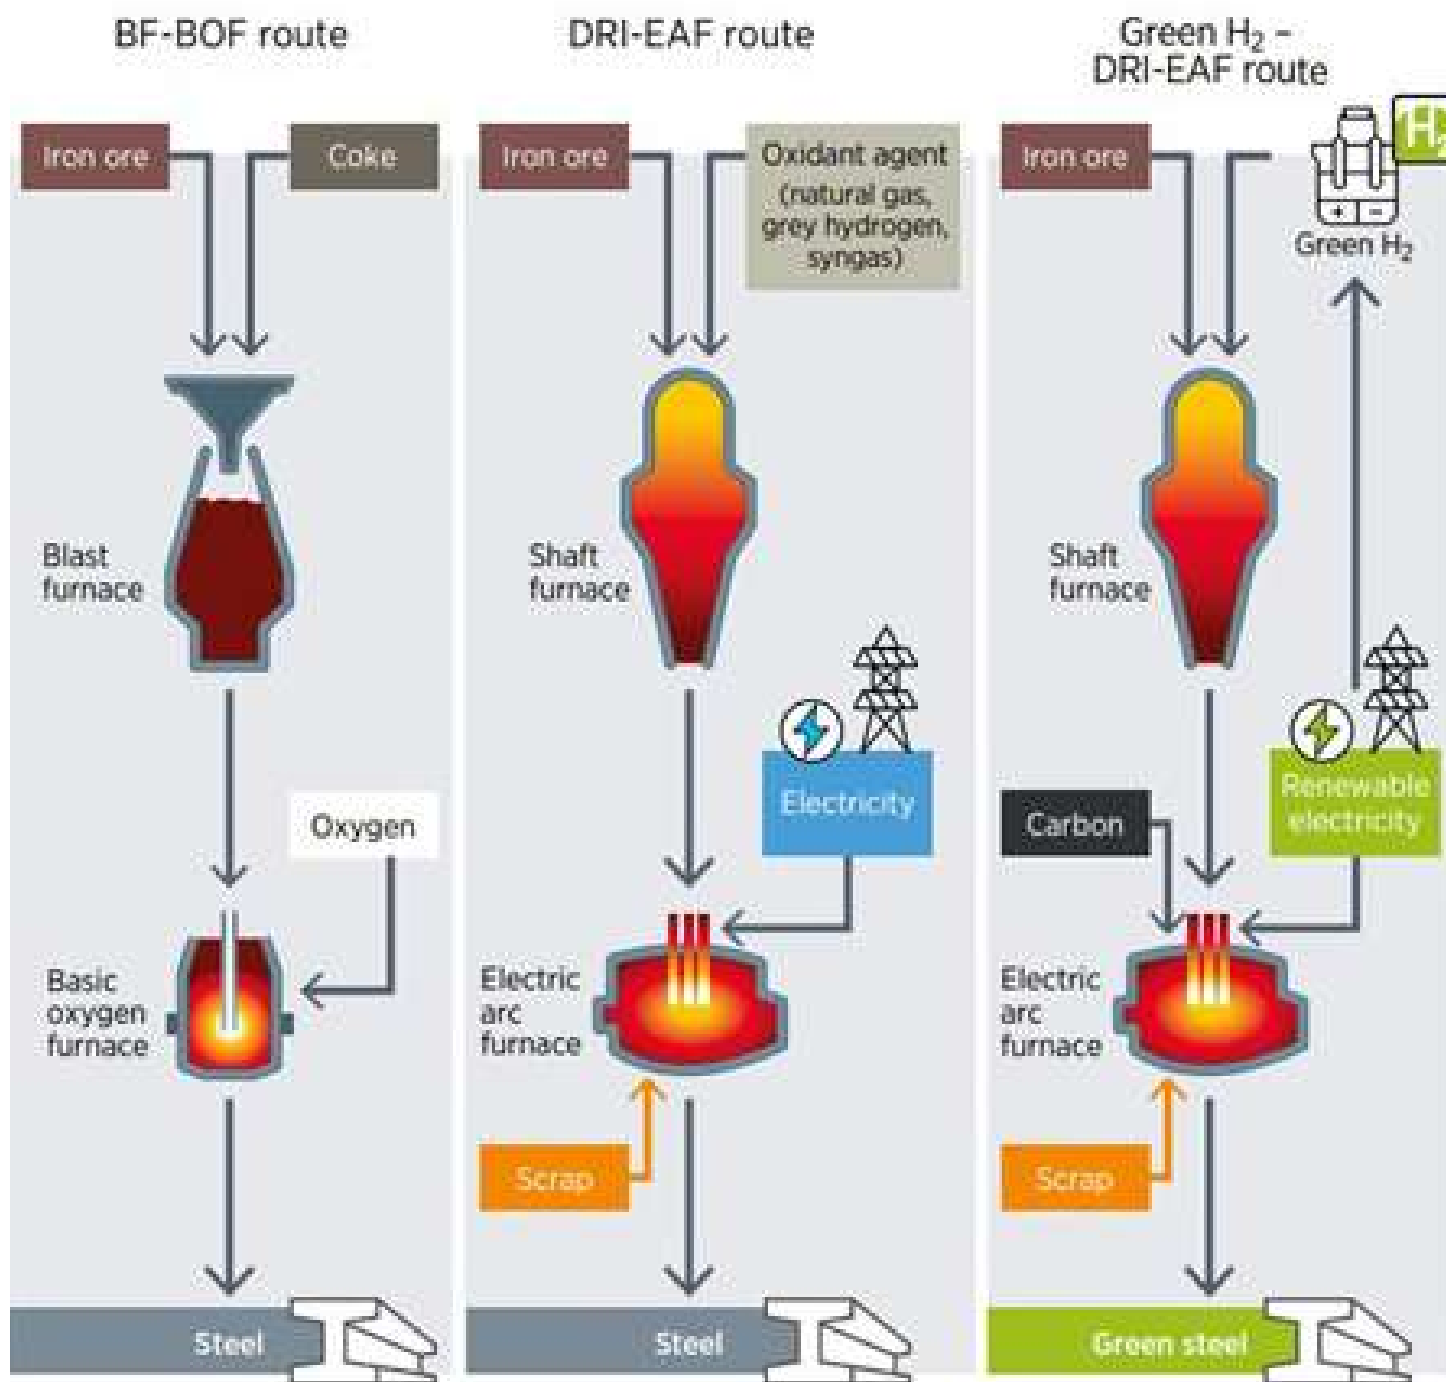 BF-BOF route
Iron ore
Coke
Blast
furnace
Oxygen
Basic
oxygen
furnace
Steel
DRI-EAF route
Iron ore
Oxidant agent
(natural gas,
grey hydrogen,
syngas)
Shaft
furnace
Electricity
Electric
arc
furnace
Scrap
Steel
Green H₂ –
DRI-EAF route
Iron ore
H₂
+ −
Green H₂
Shaft
furnace
Carbon
Renewable
electricity
Electric
arc
furnace
Scrap
Green steel